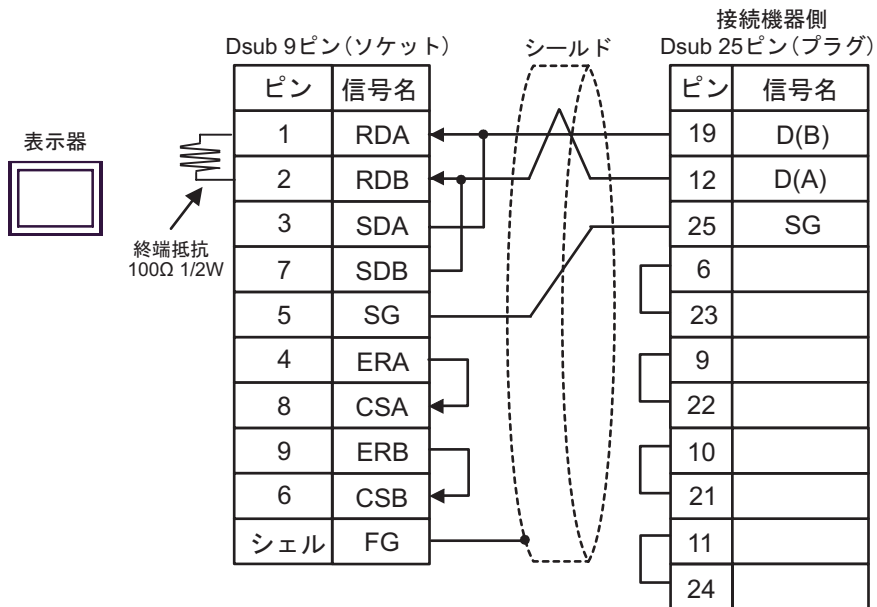 接続機器側
Dsub 9ピン(ソケット)
シールド
Dsub 25ピン(プラグ)
ピン 信号名
ピン 信号名
表示器
終端抵抗
100Ω 1/2W
1 RDA
2 RDB
3 SDA
7 SDB
5 SG
4 ERA
8 CSA
9 ERB
6 CSB
シェル FG
19 D(B)
12 D(A)
25 SG
6
23
9
22
10
21
11
24